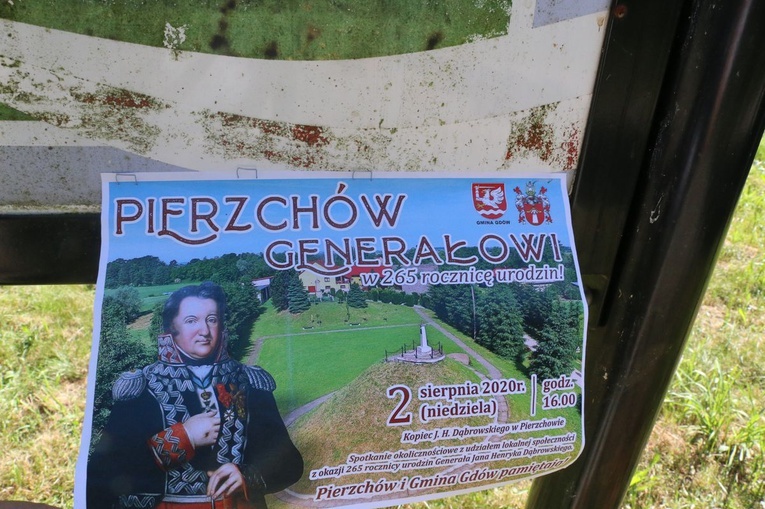 PIERZCHÓW
GENERAŁOWI
w 265 rocznicę urodzin!
GMINA GDÓW
2 sierpnia 2020r.
(niedziela)
godz.
16.00
Kopiec J. H. Dąbrowskiego w Pierzchowie
Spotkanie okolicznościowe z udziałem lokalnej społeczności
z okazji 265 rocznicy urodzin Generała Jana Henryka Dąbrowskiego.
Pierzchów i Gmina Gdów pamiętają!